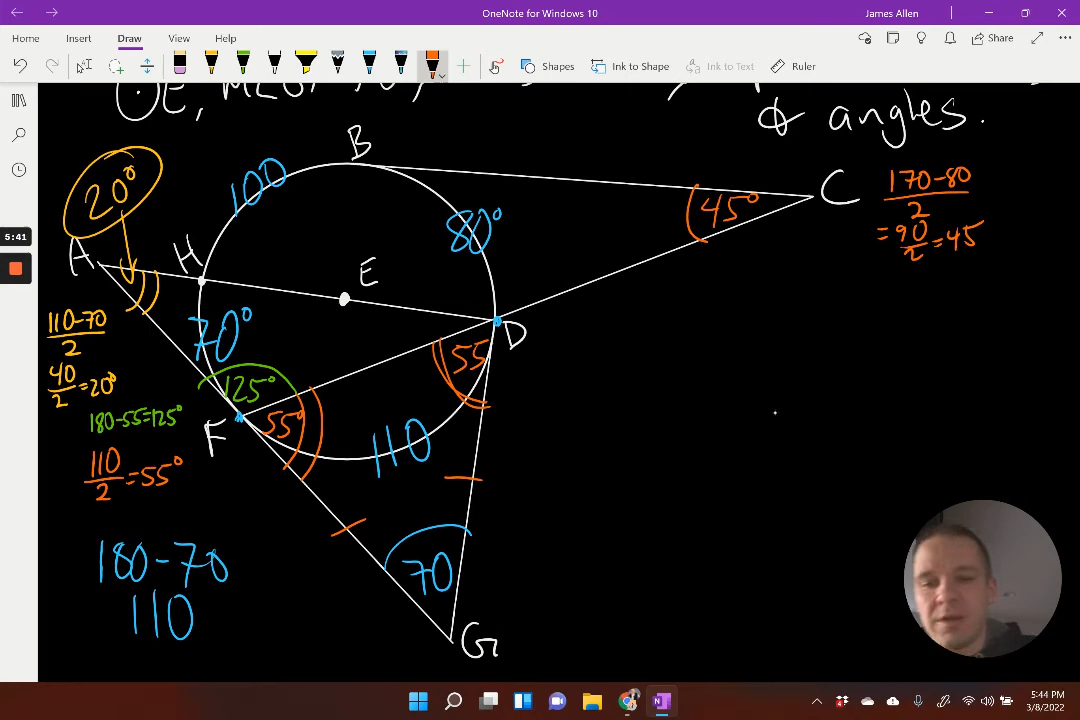 OneNote for Windows 10
James Allen
Home Insert Draw View Help
Share
Shapes Ink to Shape Ink to Text Ruler
& angles.
B
20°
100
C
170-80
2
= 90
2 = 45
45°
80°
5:41
A
H
E
110-70
2
70°
D
40
2 = 20°
55
125°
180-55=125°
F
55°
110
110
2 = 55°
180-70
110
70
G
5:44 PM
3/8/2022